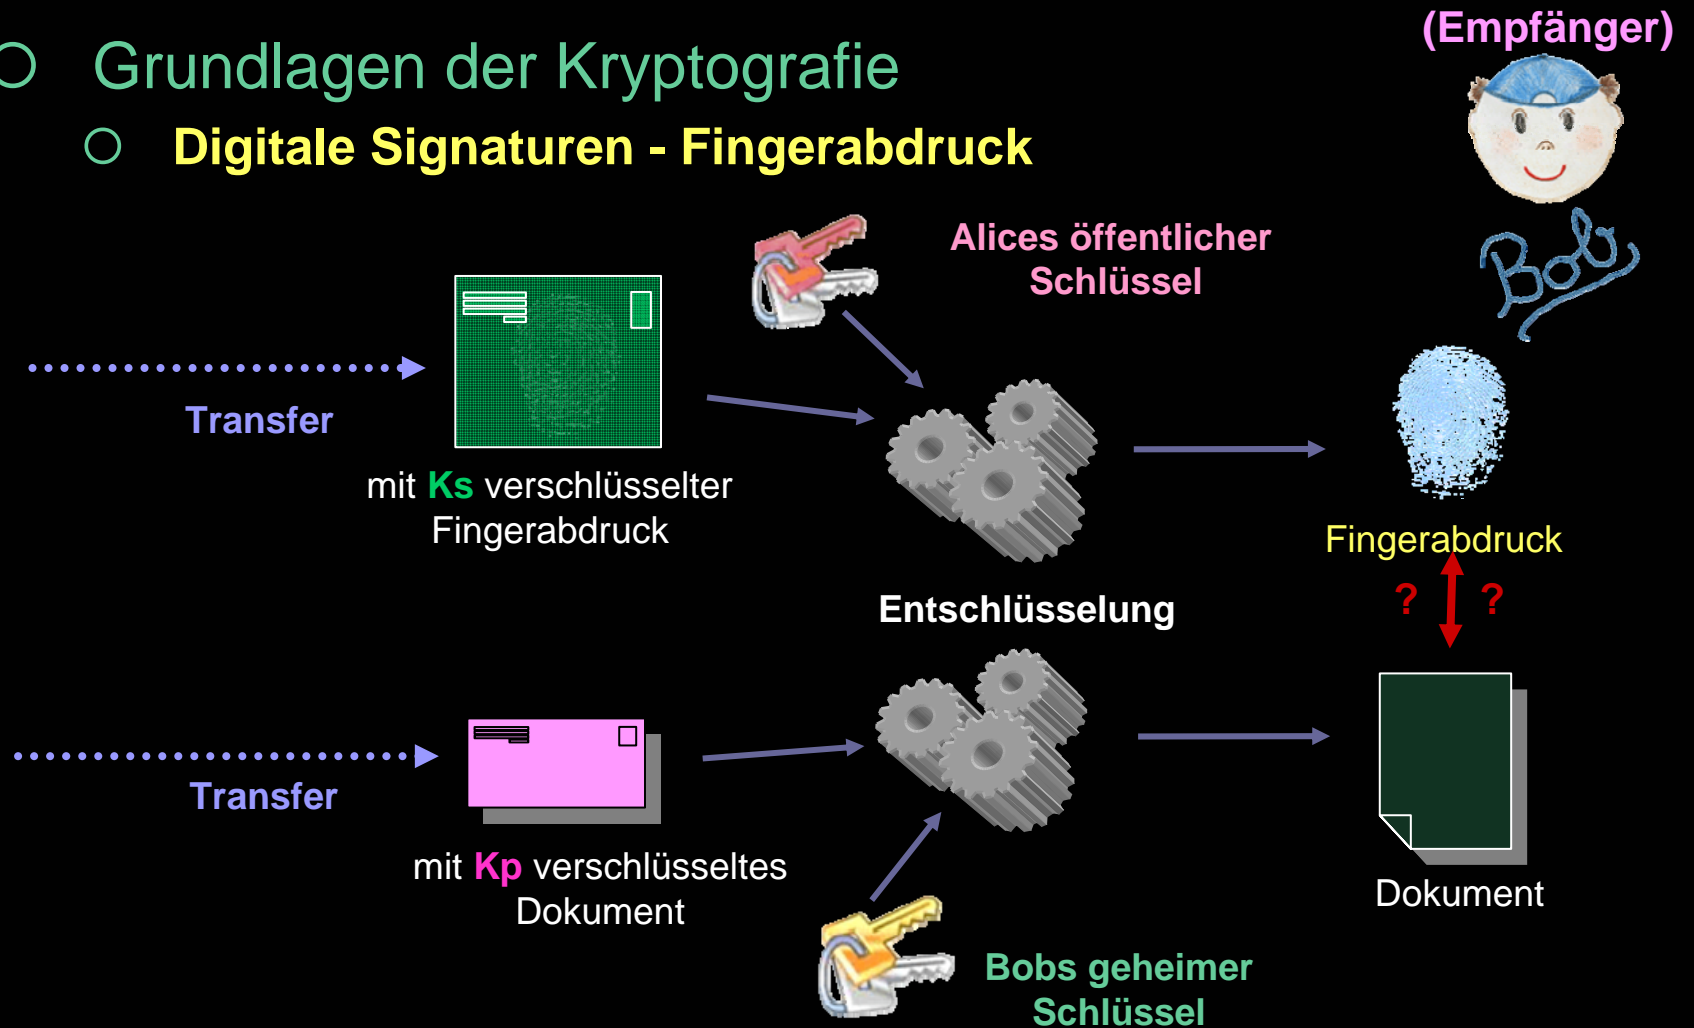 (Empfänger)
Grundlagen der Kryptografie
Digitale Signaturen - Fingerabdruck
Bob
Alices öffentlicher
Schlüssel
Transfer
mit Ks verschlüsselter
Fingerabdruck
Fingerabdruck
? ?
Entschlüsselung
Transfer
mit Kp verschlüsseltes
Dokument
Dokument
Bobs geheimer
Schlüssel